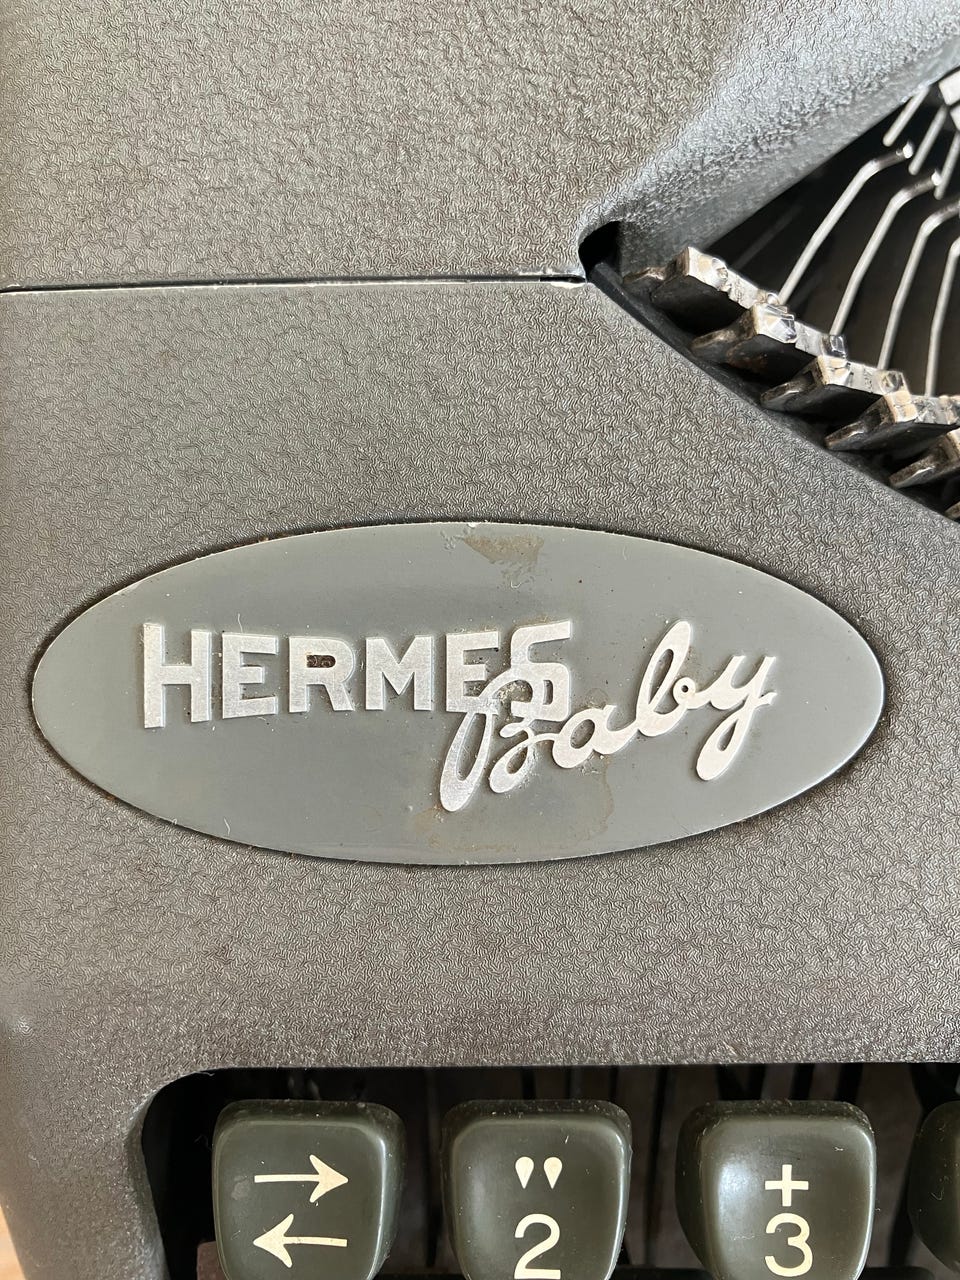 HERMES Baby
→ " +
← 2 3